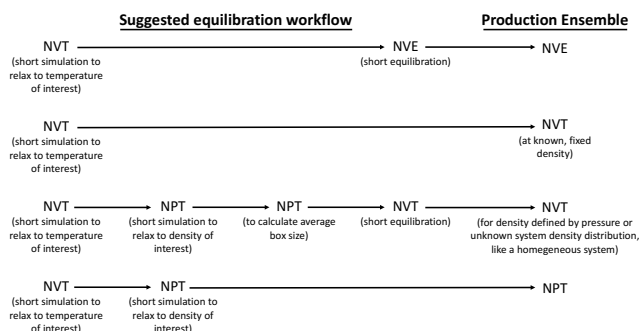 Suggested equilibration workflow
Production Ensemble
NVT
NVE
NVE
(short simulation to
relax to temperature
of interest)
(short equilibration)
NVT
NVT
(short simulation to
relax to temperature
of interest)
(at known, fixed
density)
NVT
NPT
NPT
NVT
NVT
(short simulation to
relax to temperature
of interest)
(short simulation to
relax to density of
interest)
(to calculate average
box size)
(short equilibration)
(for density defined by pressure or
unknown system density distribution,
like a homogeneous system)
NVT
NPT
NPT
(short simulation to
relax to temperature
of interest)
(short simulation to
relax to density of
interest)